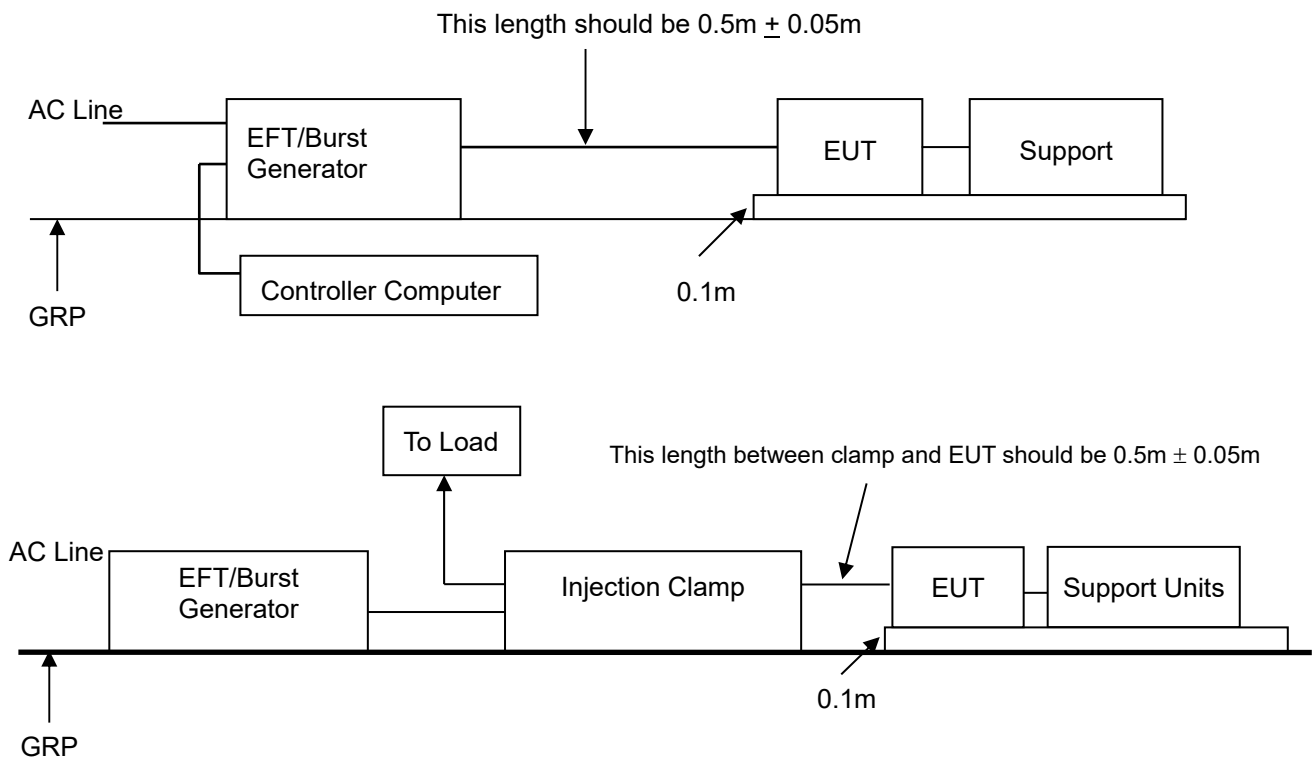 This length should be 0.5m ± 0.05m
AC Line
EFT/Burst
Generator
EUT
Support
Controller Computer
0.1m
GRP
To Load
This length between clamp and EUT should be 0.5m ± 0.05m
AC Line
EFT/Burst
Generator
Injection Clamp
EUT
Support Units
0.1m
GRP